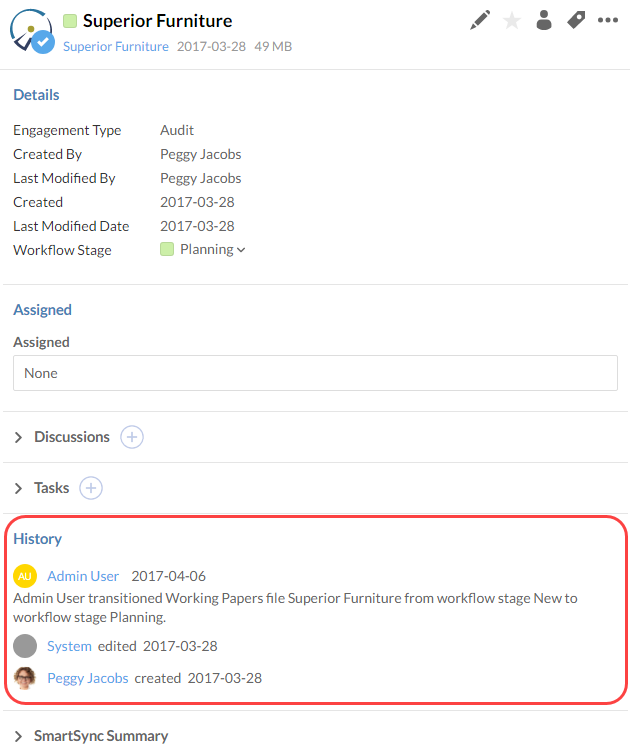 Superior Furniture
Superior Furniture 2017-03-28 49 MB
Details
Engagement Type Audit
Created By Peggy Jacobs
Last Modified By Peggy Jacobs
Created 2017-03-28
Last Modified Date 2017-03-28
Workflow Stage Planning
Assigned
Assigned
None
Discussions
Tasks
History
AU Admin User 2017-04-06
Admin User transitioned Working Papers file Superior Furniture from workflow stage New to
workflow stage Planning.
System edited 2017-03-28
Peggy Jacobs created 2017-03-28
SmartSync Summary